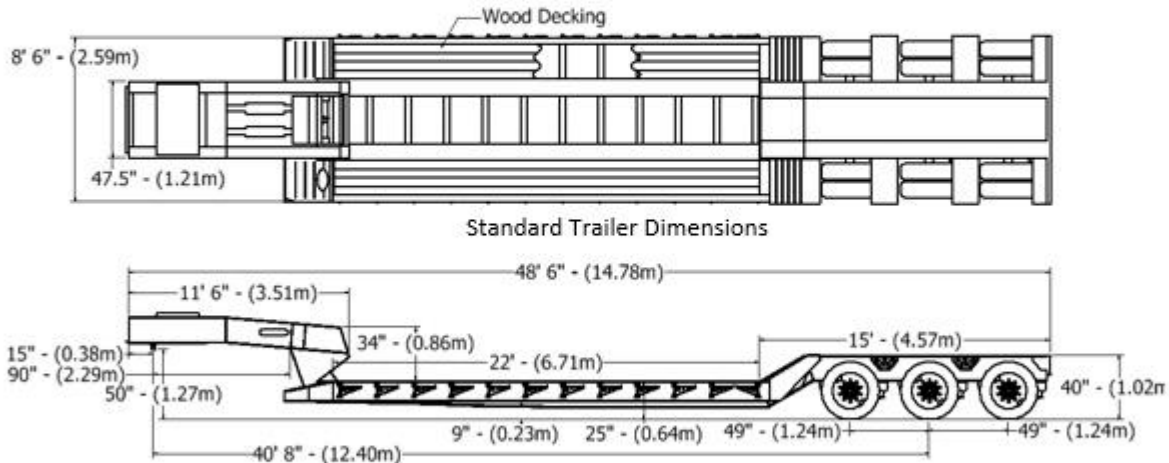 Wood Decking
8' 6" - (2.59m)
47.5" - (1.21m)
Standard Trailer Dimensions
48' 6" - (14.78m)
11' 6" - (3.51m)
34" - (0.86m)
15' - (4.57m)
15" - (0.38m)
22' - (6.71m)
90" - (2.29m)
40" - (1.02m
50" - (1.27m)
9" - (0.23m)
25" - (0.64m)
49" - (1.24m)
49" - (1.24m)
40' 8" - (12.40m)